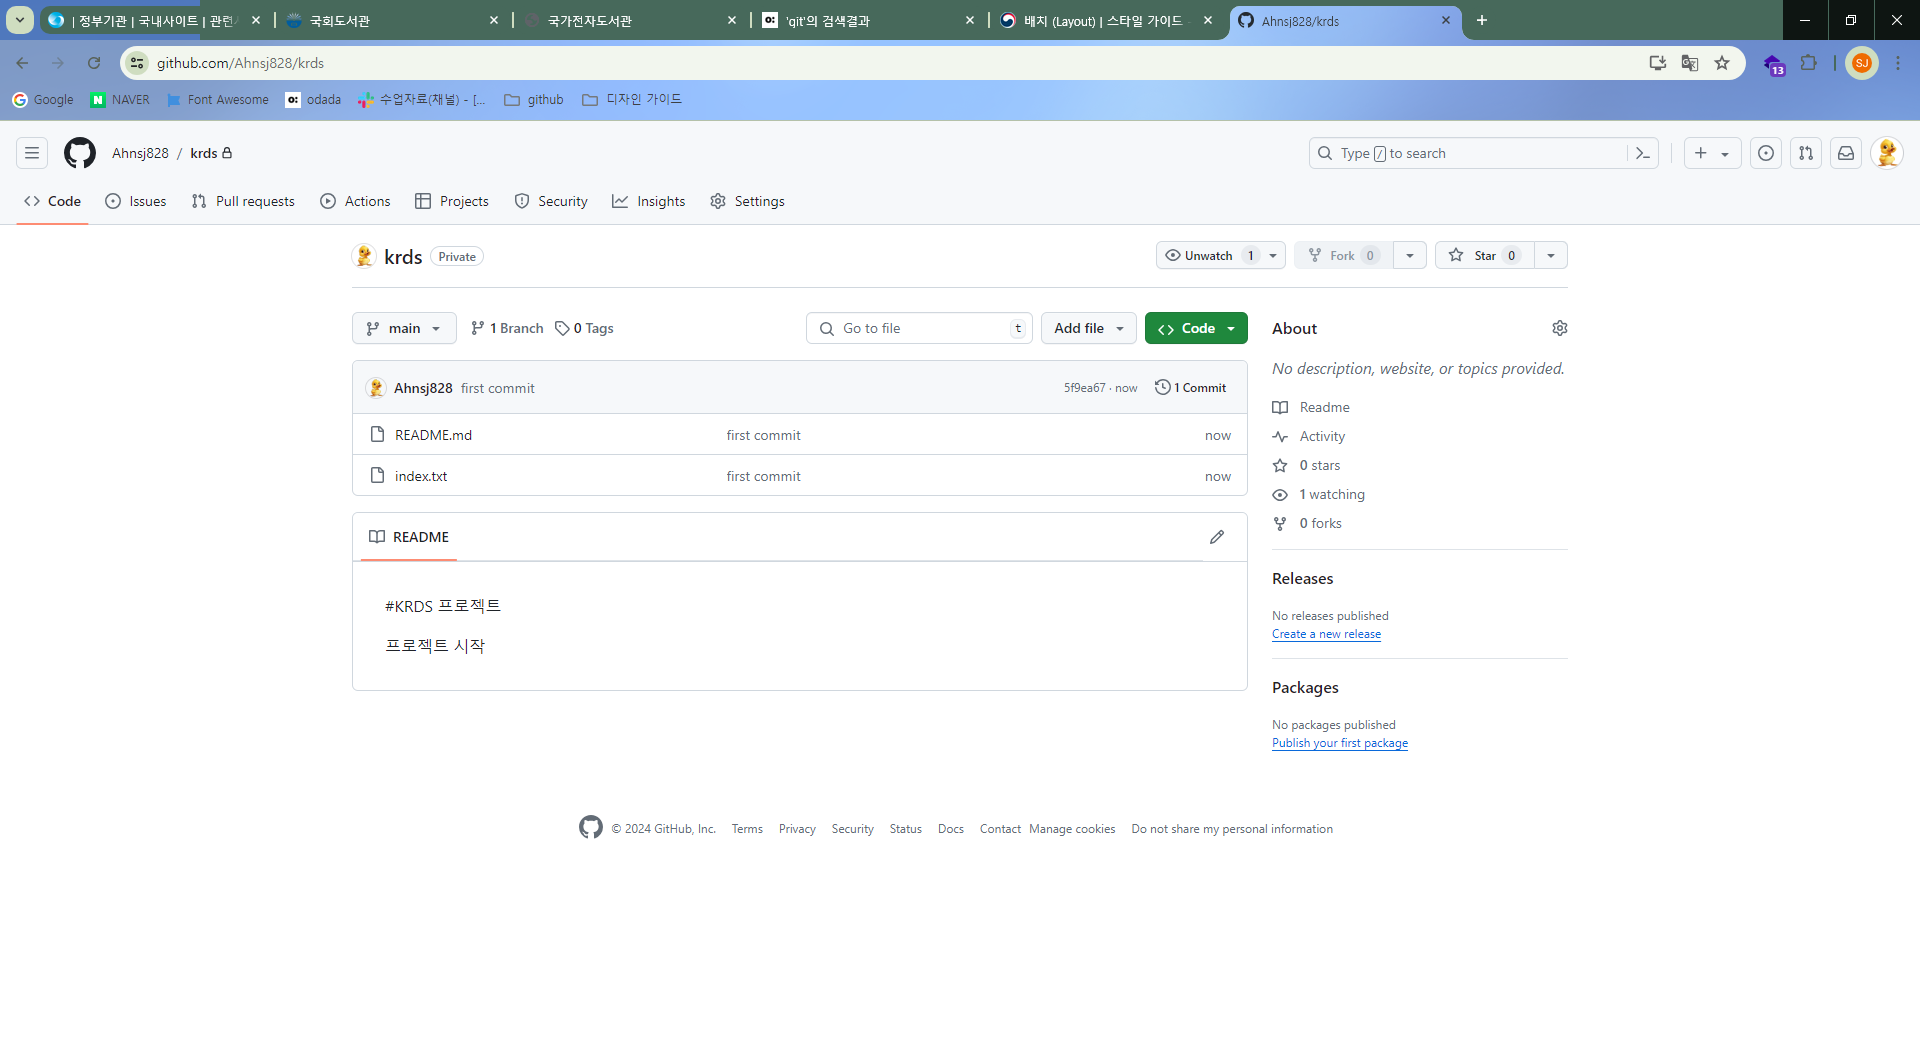 | 정부기관 | 국내사이트 | 관련
국회도서관
국가전자도서관
'git'의 검색결과
배치 (Layout) | 스타일 가이드
Ahnsj828/krds
github.com/Ahnsj828/krds
13
SJ
Google
NAVER
Font Awesome
odada
수업자료(채널) - [...
github
디자인 가이드
Ahnsj828 / krds
Type / to search
Code
Issues
Pull requests
Actions
Projects
Security
Insights
Settings
krds Private
Unwatch 1
Fork 0
Star 0
main
1 Branch
0 Tags
Go to file t
Add file
Code
Ahnsj828 first commit
5f9ea67 · now
1 Commit
README.md first commit now
index.txt first commit now
README
#KRDS 프로젝트
프로젝트 시작
About
No description, website, or topics provided.
Readme
Activity
0 stars
1 watching
0 forks
Releases
No releases published
Create a new release
Packages
No packages published
Publish your first package
© 2024 GitHub, Inc. Terms Privacy Security Status Docs Contact Manage cookies Do not share my personal information